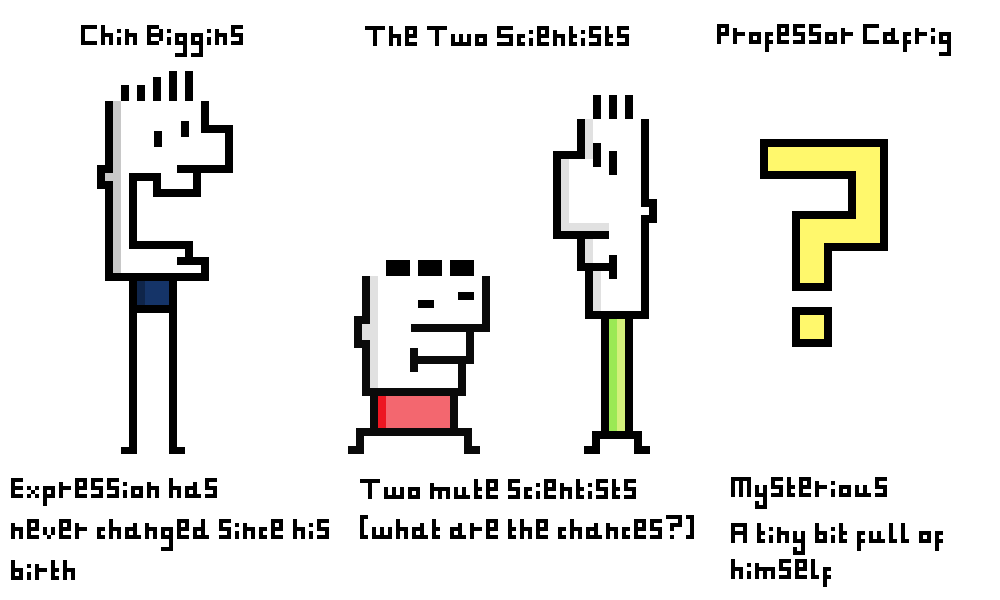 Chin Biggins
The Two Scientists
Professor Cafrig
Expression has
never changed since his
birth
Two mute scientists
[what are the chances?]
Mysterious
A tiny bit full of
himself